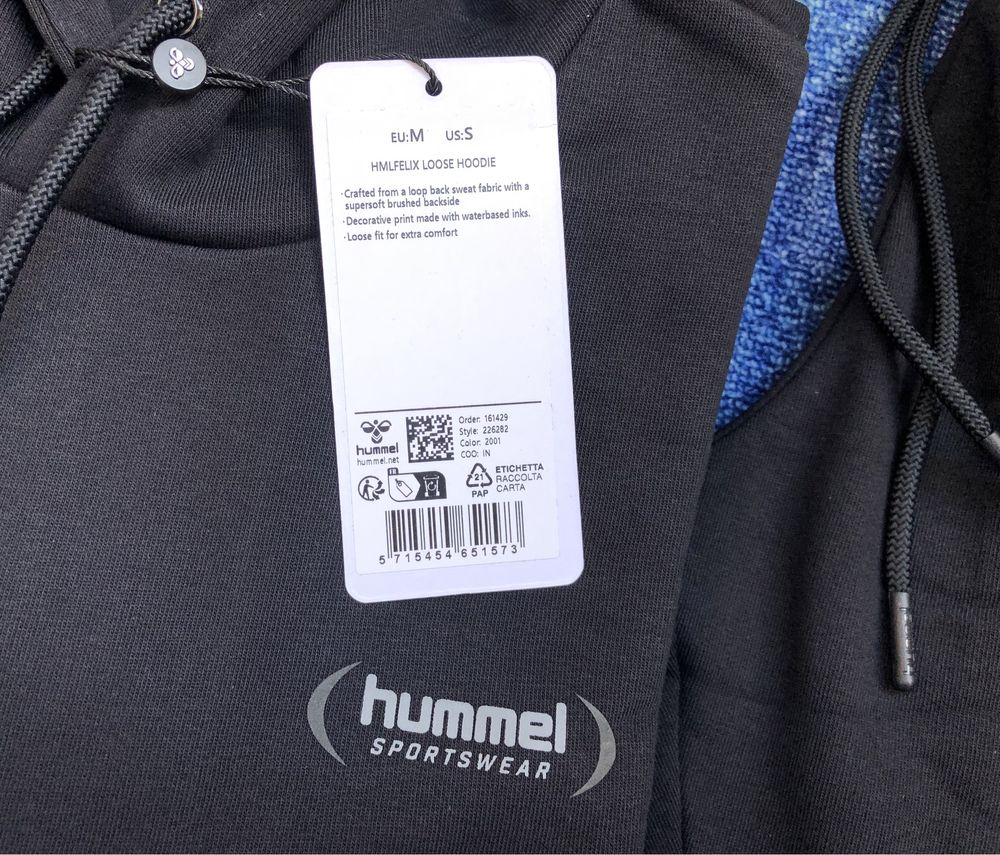 EU:M US:S
HMLFELIX LOOSE HOODIE
·Crafted from a loop back sweat fabric with a
supersoft brushed backside
·Decorative print made with waterbased inks.
·Loose fit for extra comfort
hummel
hummel.net
Order: 161429
Style: 226282
Color: 2001
COO: IN
FR
21
PAP
ETICHETTA
RACCOLTA
CARTA
5 715454 651573
hummel
SPORTSWEAR